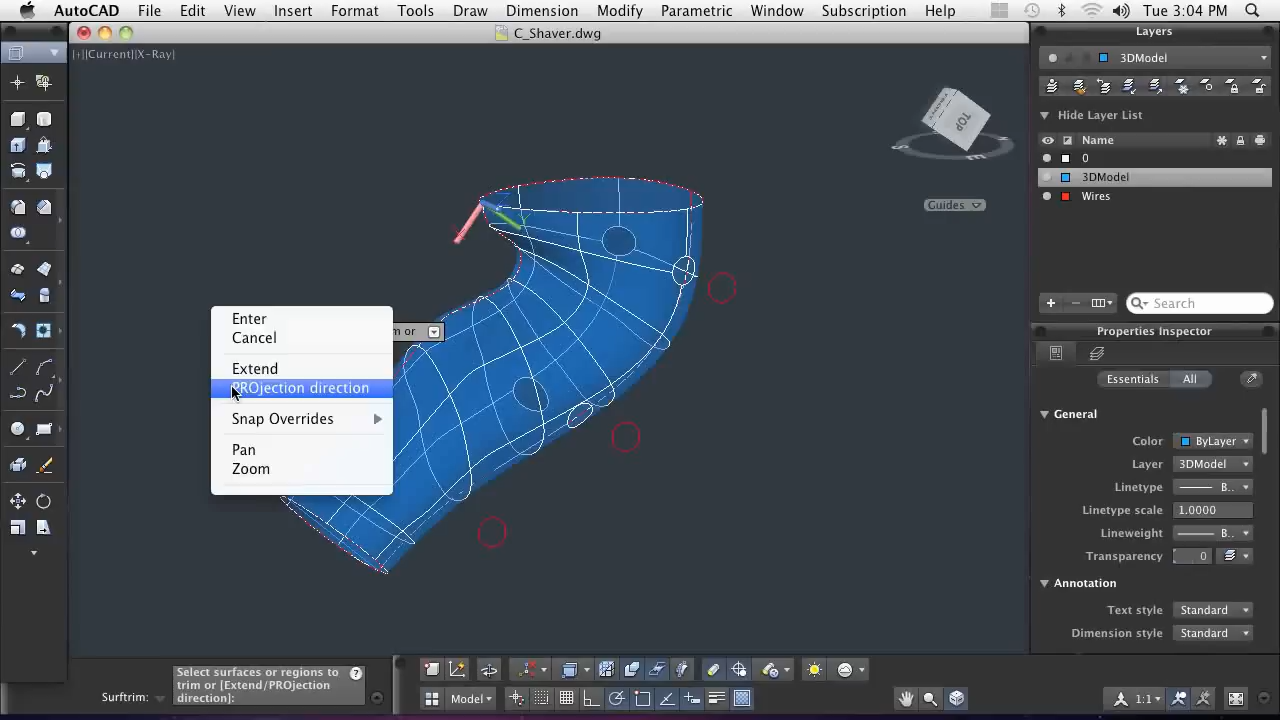 AutoCAD File Edit View Insert Format Tools Draw Dimension Modify Parametric Window Subscription Help Tue 3:04 PM
C_Shaver.dwg
[+][Current][X-Ray]
TOP
S
E
Guides
m or
Enter
Cancel
Extend
PROjection direction
Snap Overrides
Pan
Zoom
Layers
3DModel
Hide Layer List
Name
0
3DModel
Wires
Search
Properties Inspector
Essentials All
General
Color ByLayer
Layer 3DModel
Linetype B..
Linetype scale 1.0000
Lineweight B..
Transparency 0
Annotation
Text style Standard
Dimension style Standard
Surftrim:
Select surfaces or regions to
trim or [Extend/PROjection
direction]:
Model
1:1